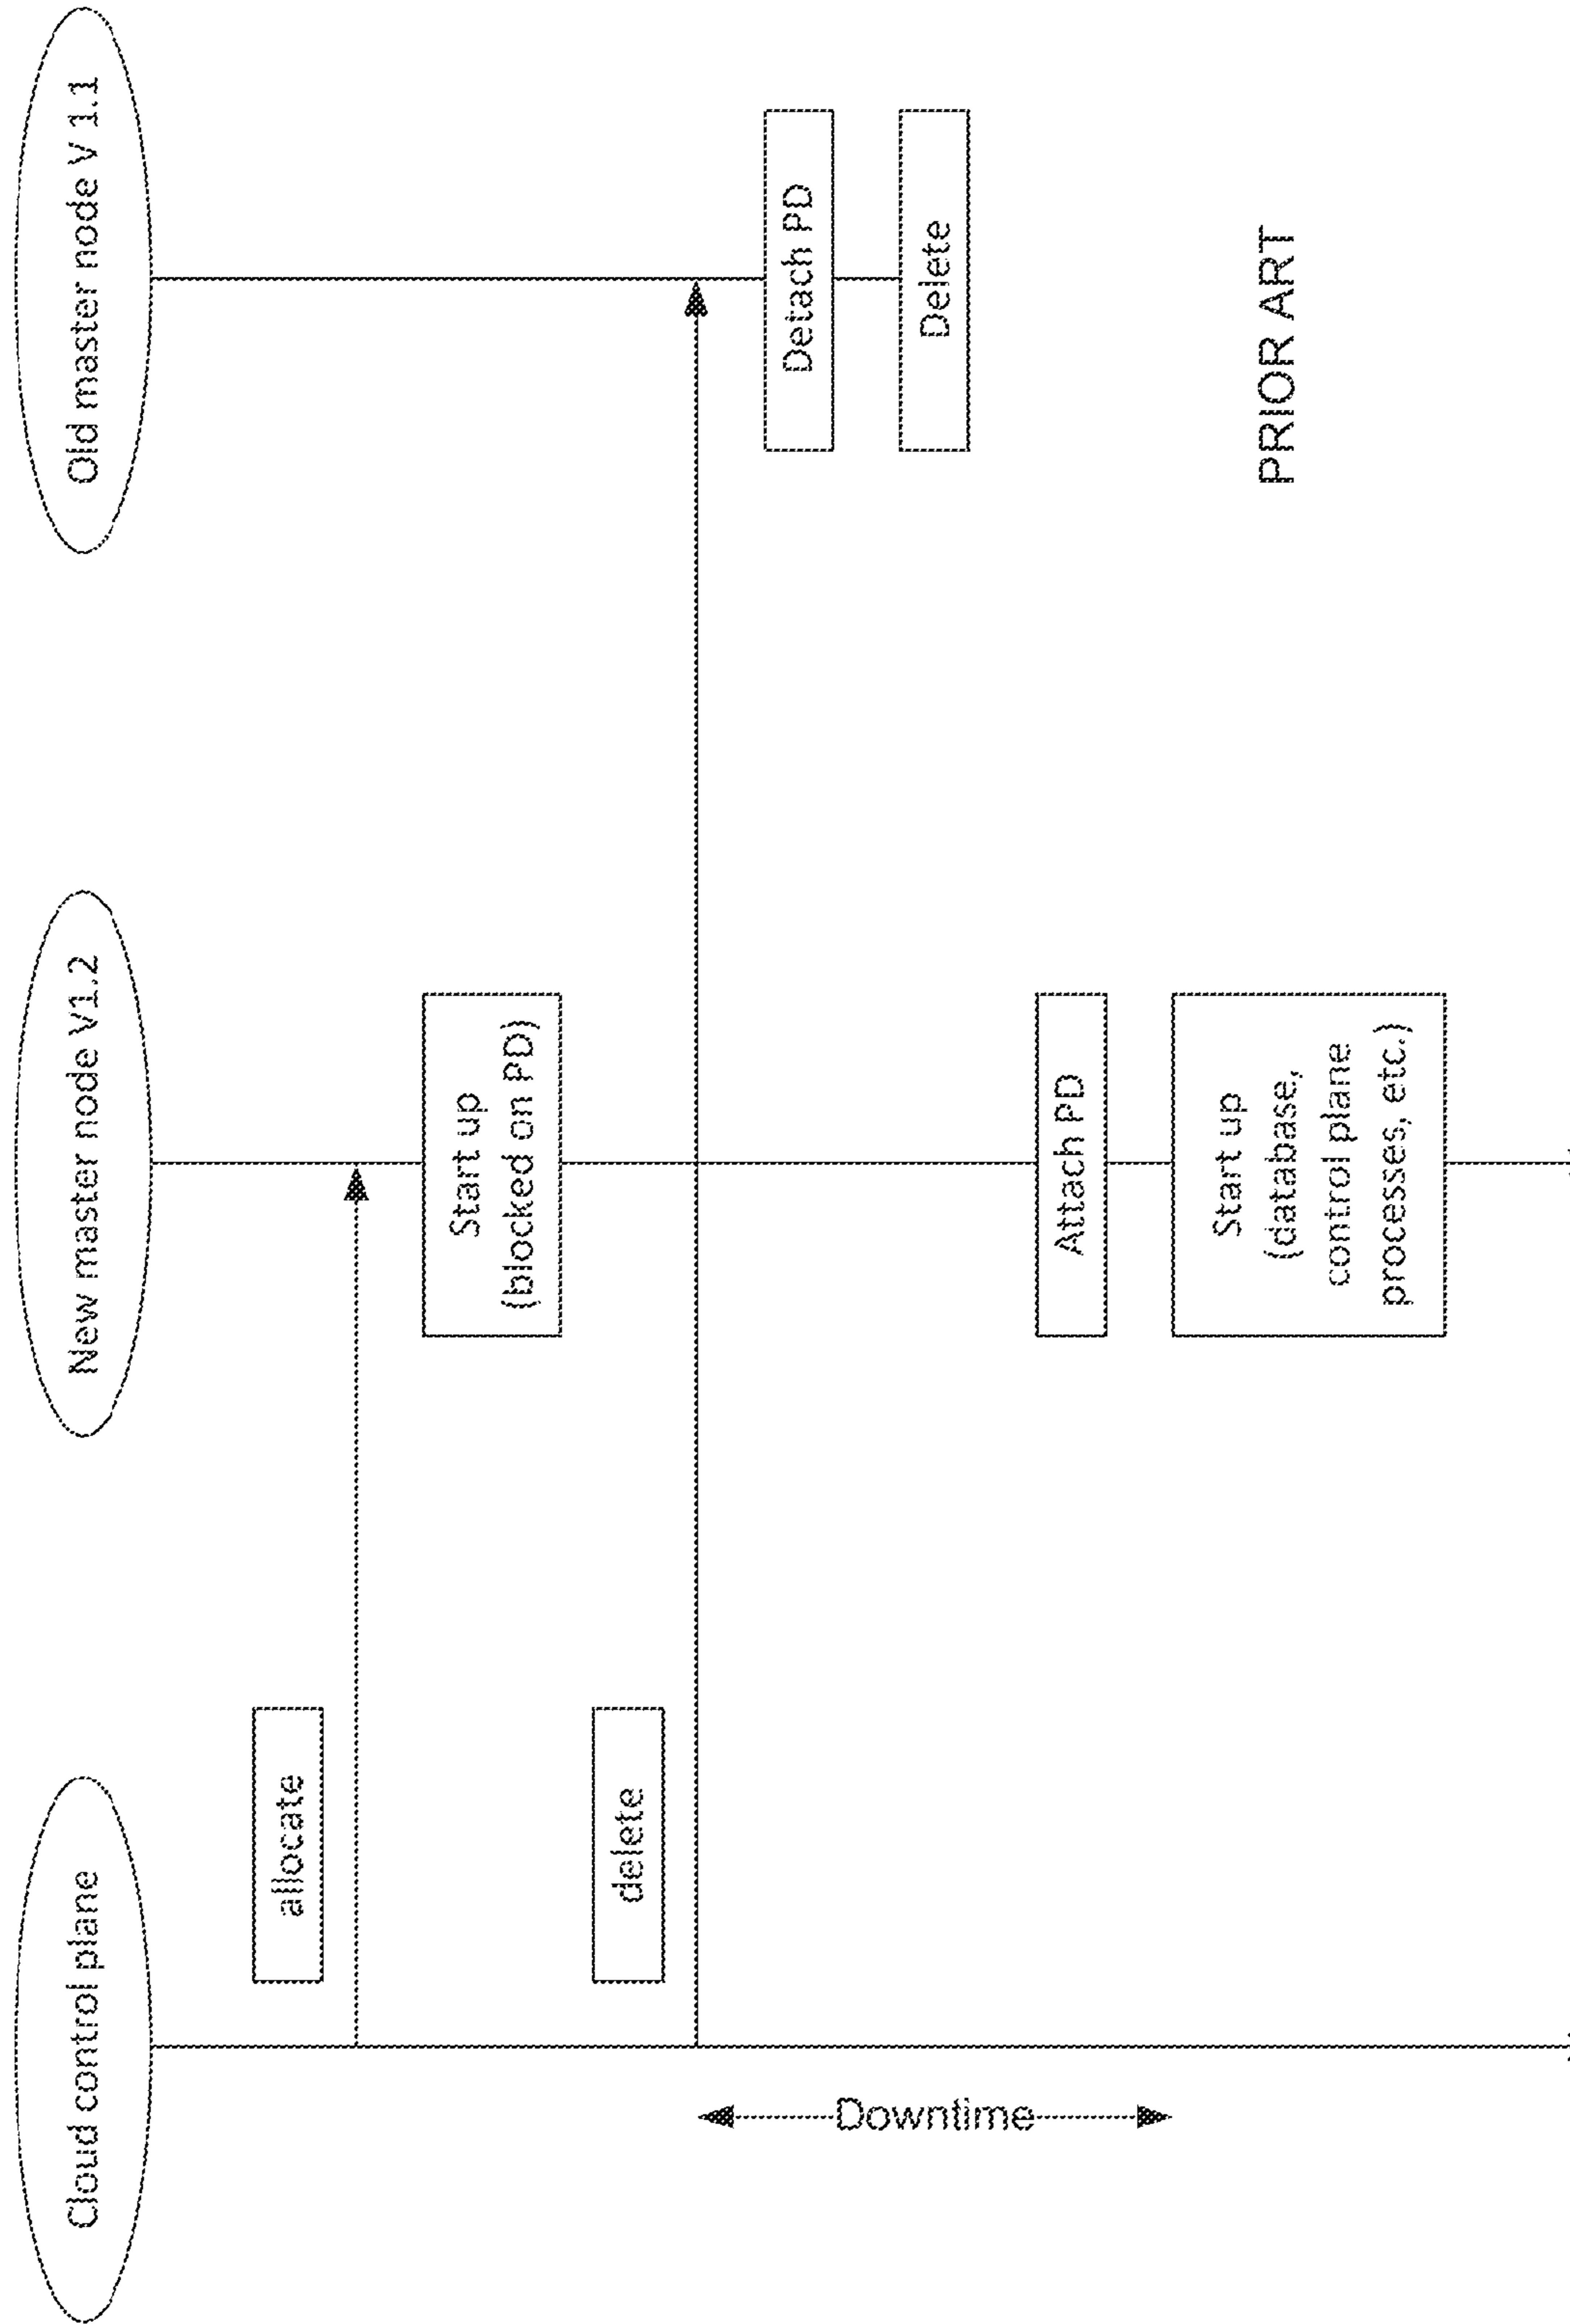 Cloud control plane
New master node V1.2
Old master node V 1.1
allocate
Start up
(blocked on PD)
delete
Downtime
Detach PD
Delete
Attach PD
Start up
(database,
control plane
processes, etc.)
PRIOR ART